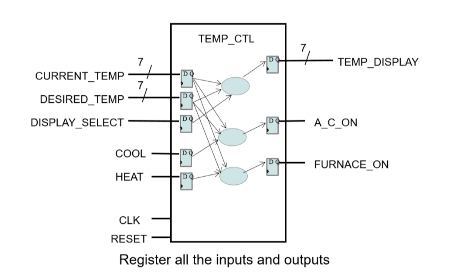 TEMP_CTL
7
CURRENT_TEMP
7
DESIRED_TEMP
DISPLAY_SELECT
COOL
HEAT
CLK
RESET
D Q
D Q
D Q
D Q
D Q
D Q
D Q
D Q
7
TEMP_DISPLAY
A_C_ON
FURNACE_ON
Register all the inputs and outputs